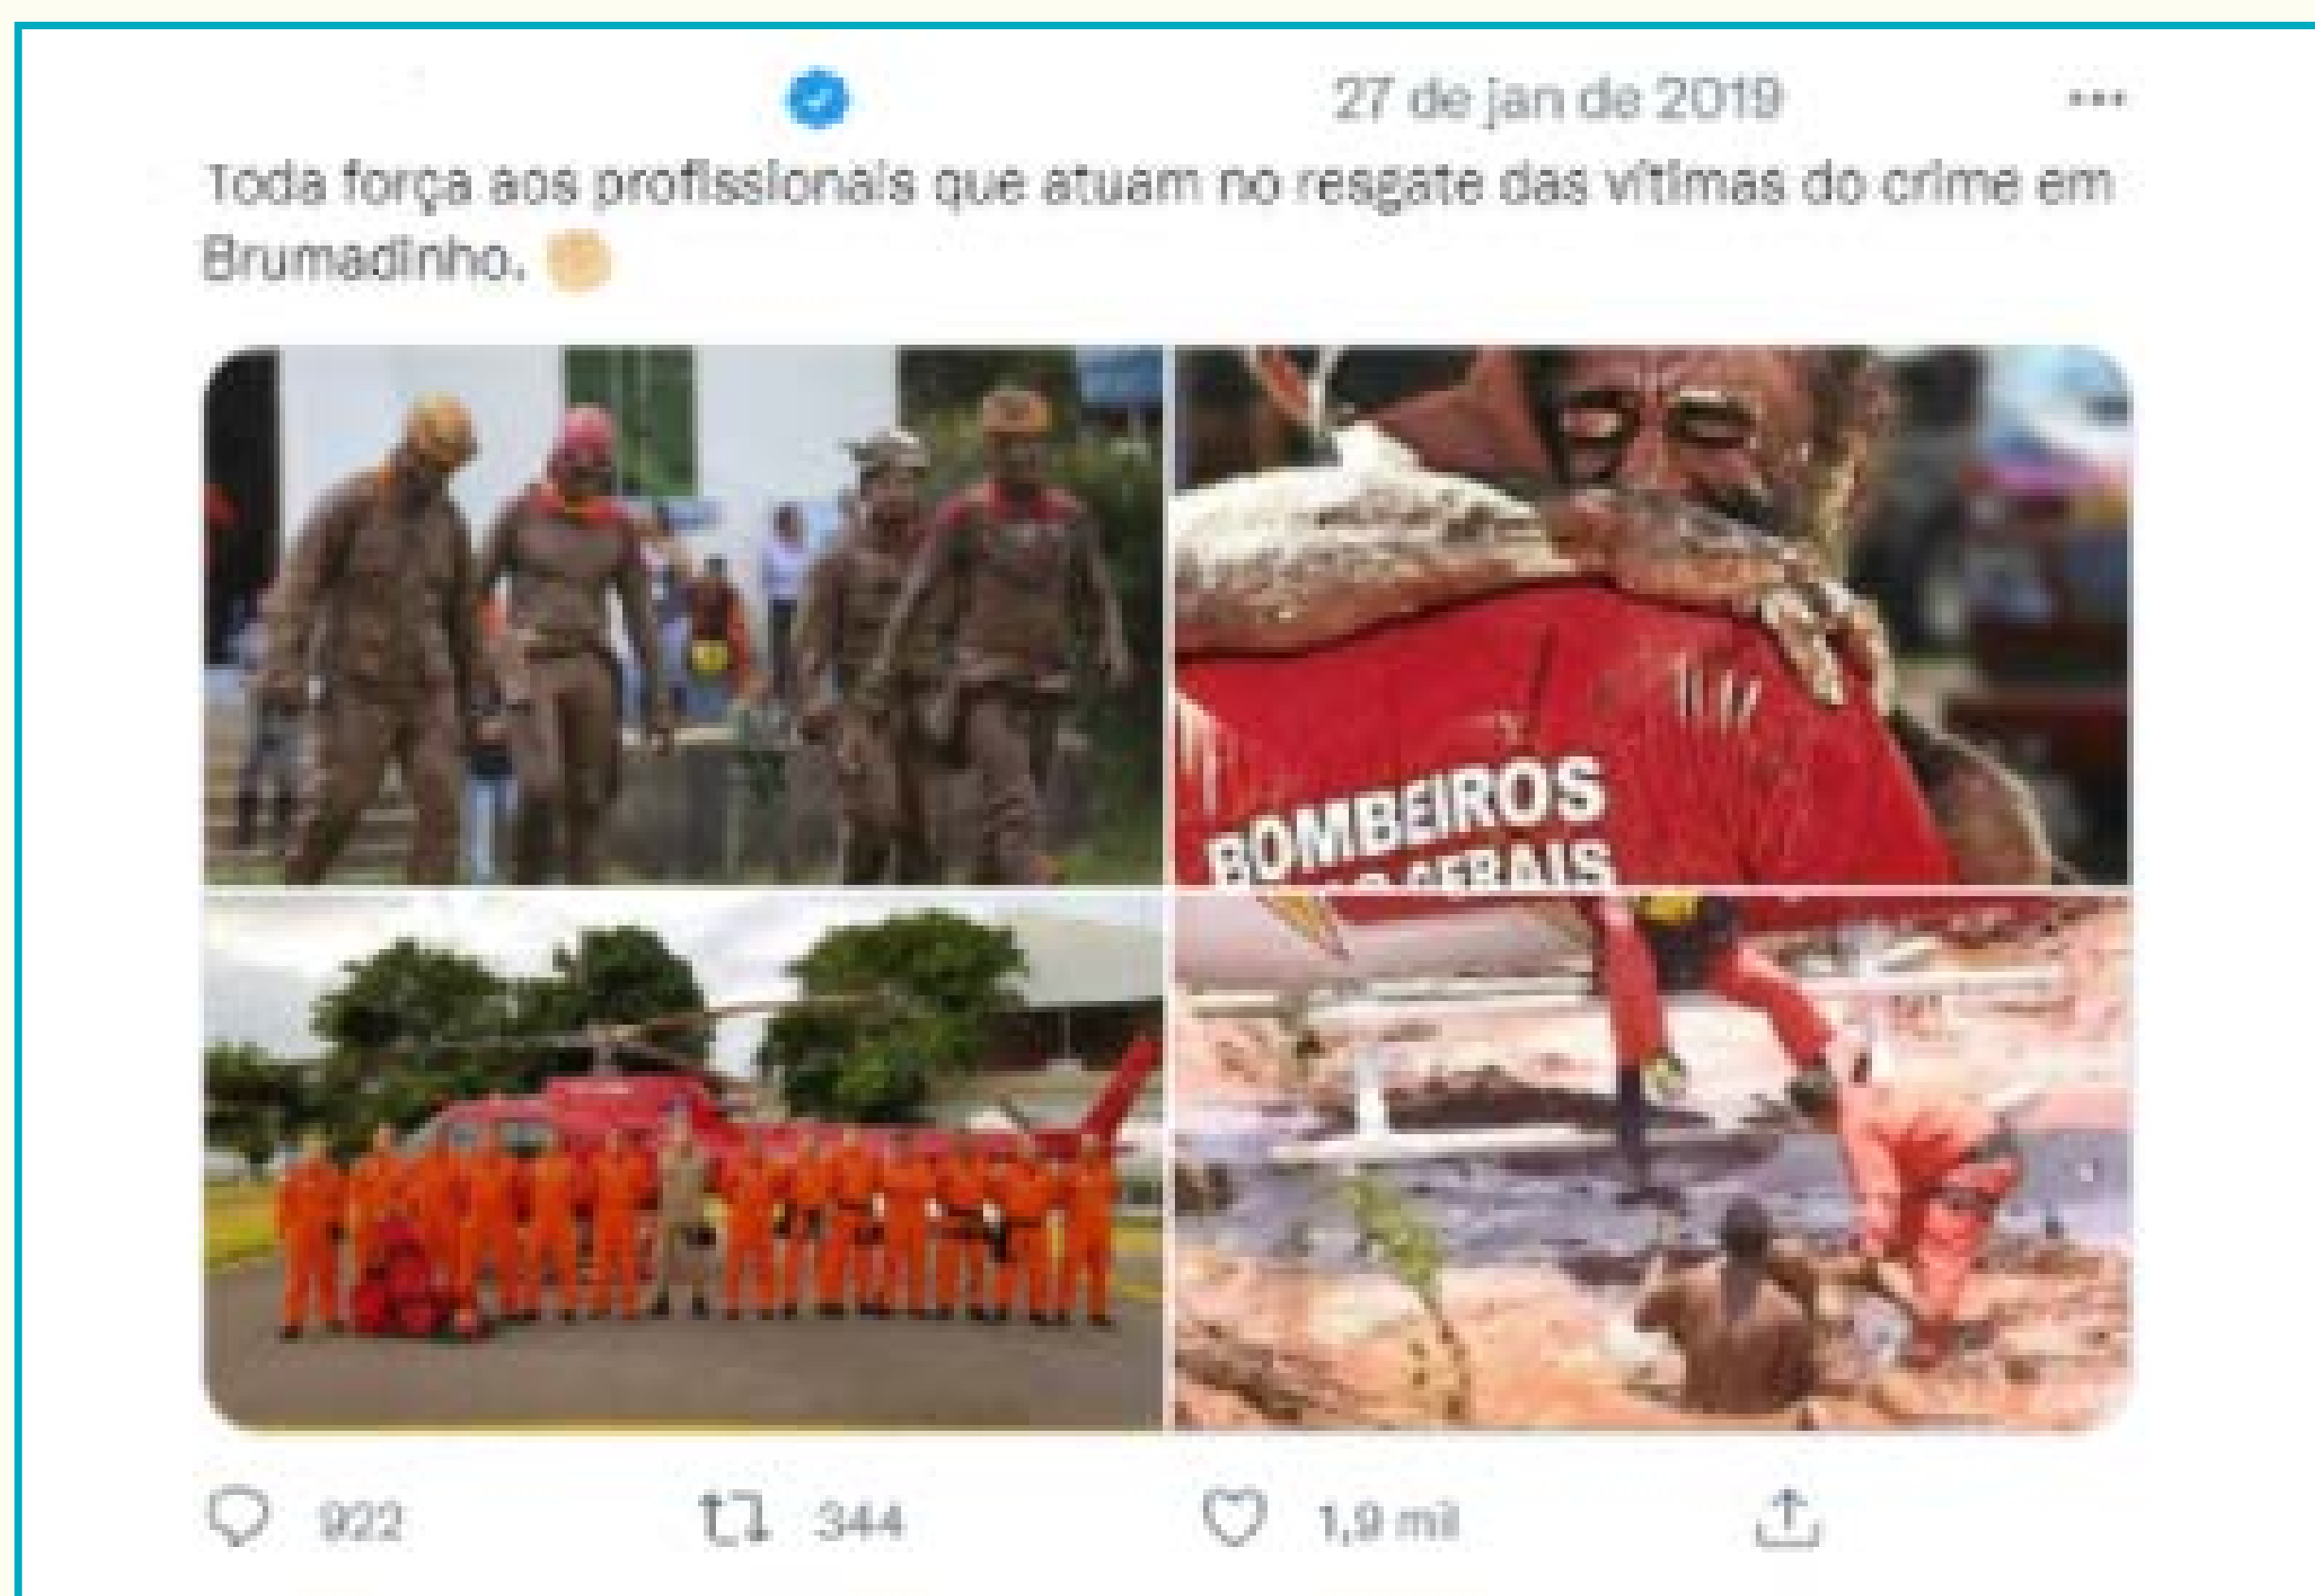 27 de jan de 2019
Toda força aos profissionais que atuam no resgate das vítimas do crime em
Brumadinho.
BOMBEIROS
GERAIS
922
344
1,9 mil